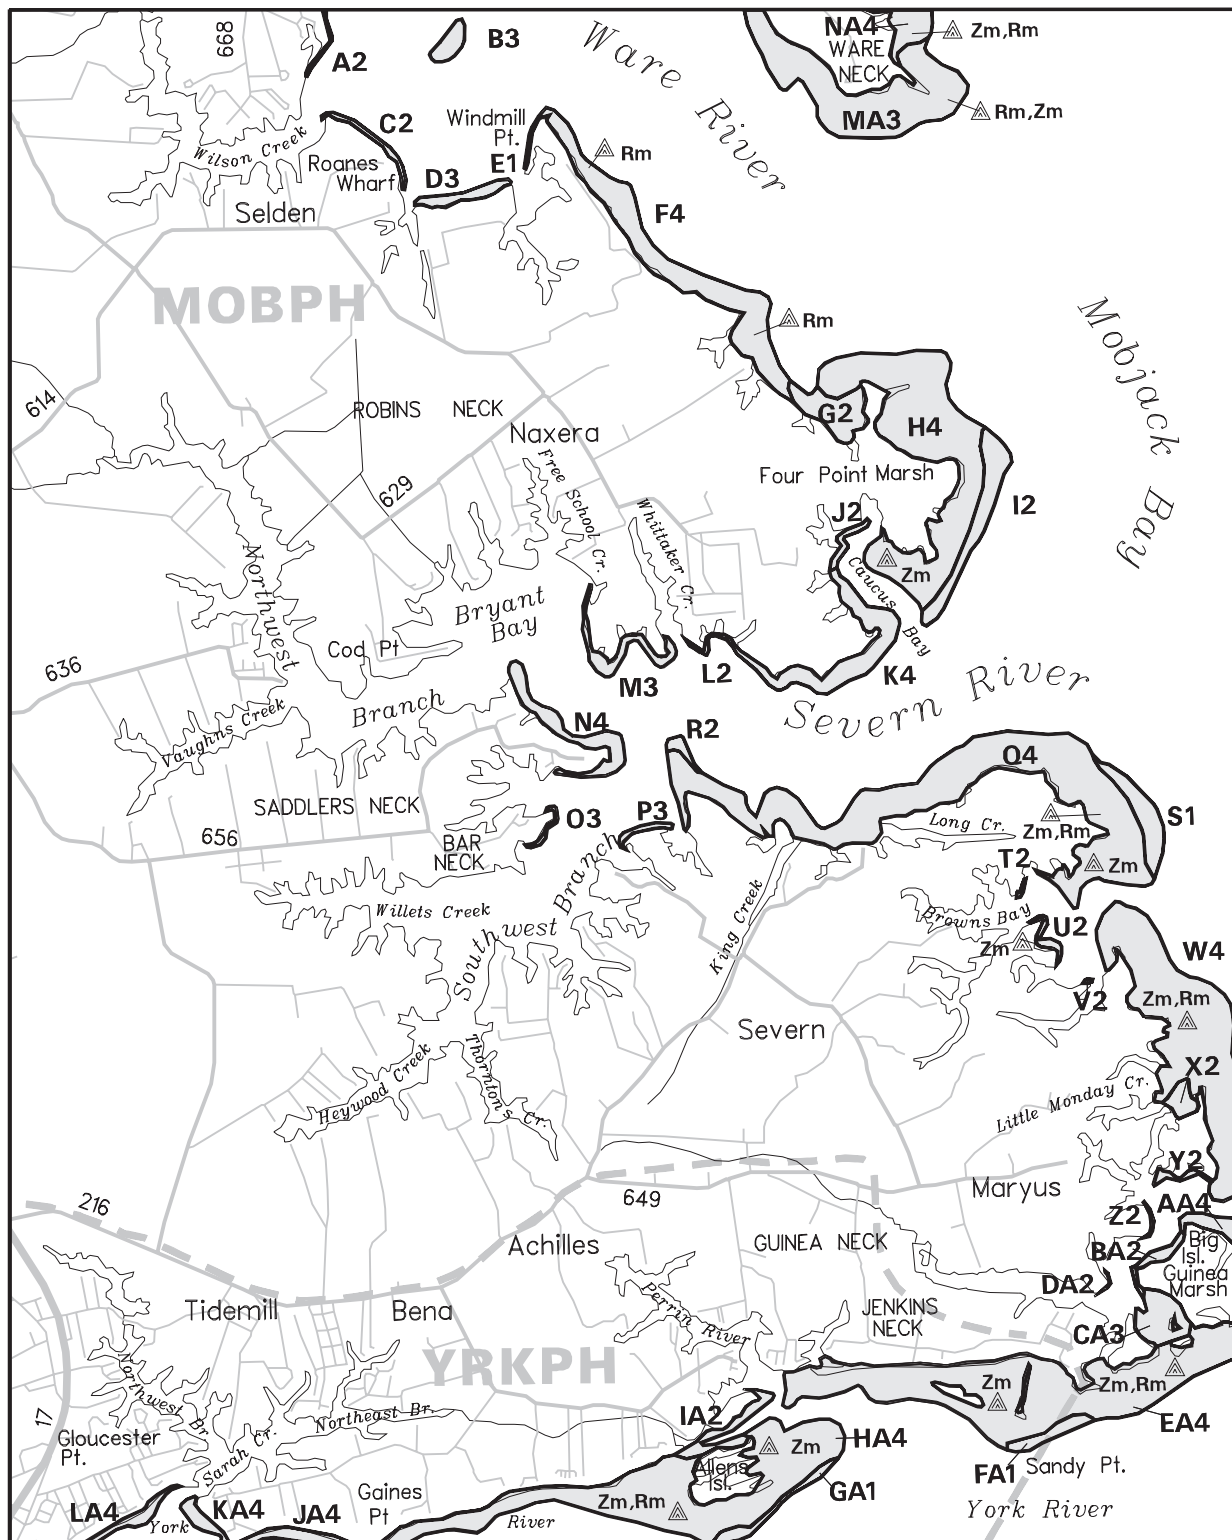 668
A2
B3
Ware River
NA4
Zm,Rm
WARE
NECK
MA3
Rm,Zm
C2
Windmill
Pt.
Wilson Creek
Roanes
Wharf
D3
E1
Rm
Selden
F4
MOBPH
Rm
Mobjack Bay
614
ROBINS NECK
G2
H4
Naxera
Four Point Marsh
629
Free School Cr.
Whittaker Cr.
J2
I2
Zm
Caucus Bay
Northwest
Branch
Bryant
Bay
Cod Pt
636
M3
L2
K4
Severn River
Vaughns Creek
N4
R2
Q4
SADDLERS NECK
656
O3
P3
Long Cr.
Zm,Rm
S1
BAR
NECK
T2
Zm
Willets Creek
Southwest Branch
King Creek
Browns Bay
U2
Zm
W4
V2
Zm,Rm
Severn
Heywood Creek
Thornton's Cr.
X2
Little Monday Cr.
Y2
649
Maryus
216
Z2
AA4
Achilles
GUINEA NECK
BA2
Big
Isl.
Guinea
Marsh
DA2
Tidemill
Bena
Perrin River
JENKINS
NECK
CA3
YRKPH
Zm
Zm,Rm
Northwest Br.
17
Northeast Br.
IA2
EA4
Gloucester
Pt.
Sarah Cr.
Zm
HA4
Allens
Isl.
FA1
Sandy Pt.
LA4
KA4
JA4
Gaines
Pt
Zm,Rm
GA1
York
River
York River